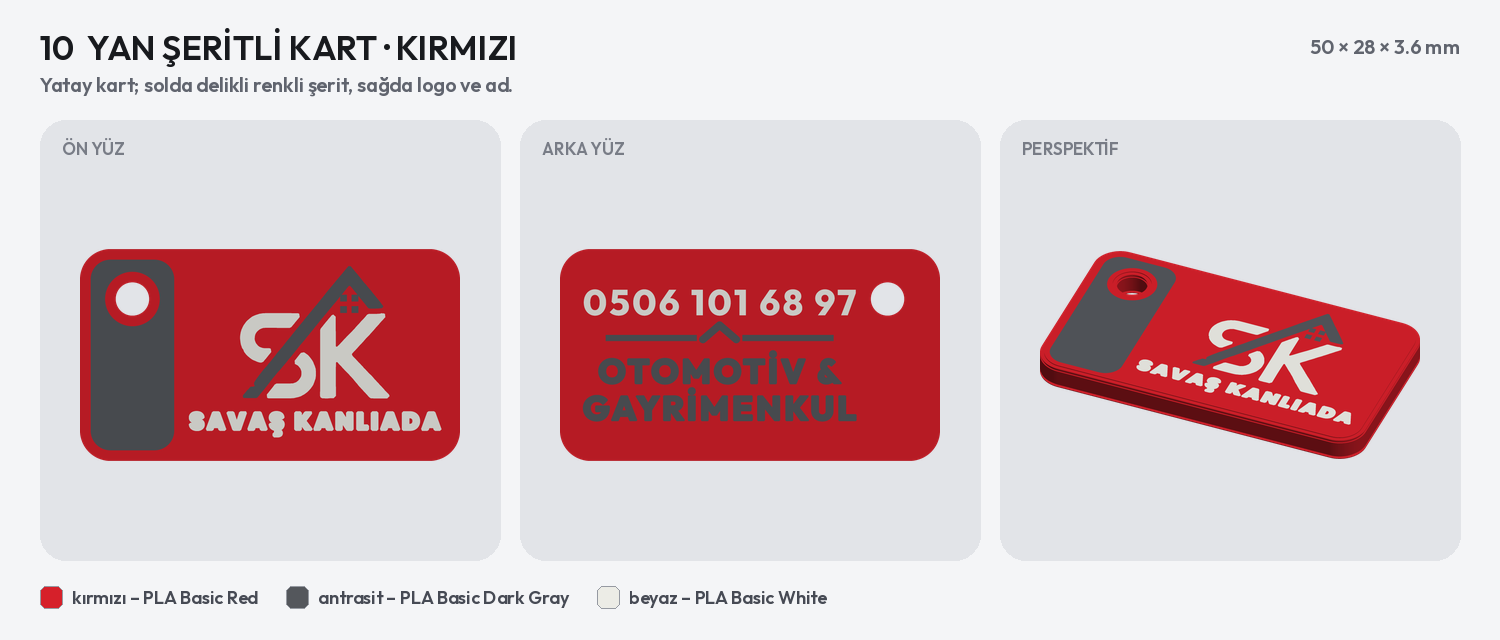 10 YAN ŞERİTLİ KART · KIRMIZI
50 × 28 × 3.6 mm
Yatay kart; solda delikli renkli şerit, sağda logo ve ad.
ÖN YÜZ
SK
SAVAŞ KANLIADA
ARKA YÜZ
0506 101 68 97
OTOMOTİV &
GAYRİMENKUL
PERSPEKTİF
SK
SAVAŞ KANLIADA
kırmızı – PLA Basic Red
antrasit – PLA Basic Dark Gray
beyaz – PLA Basic White